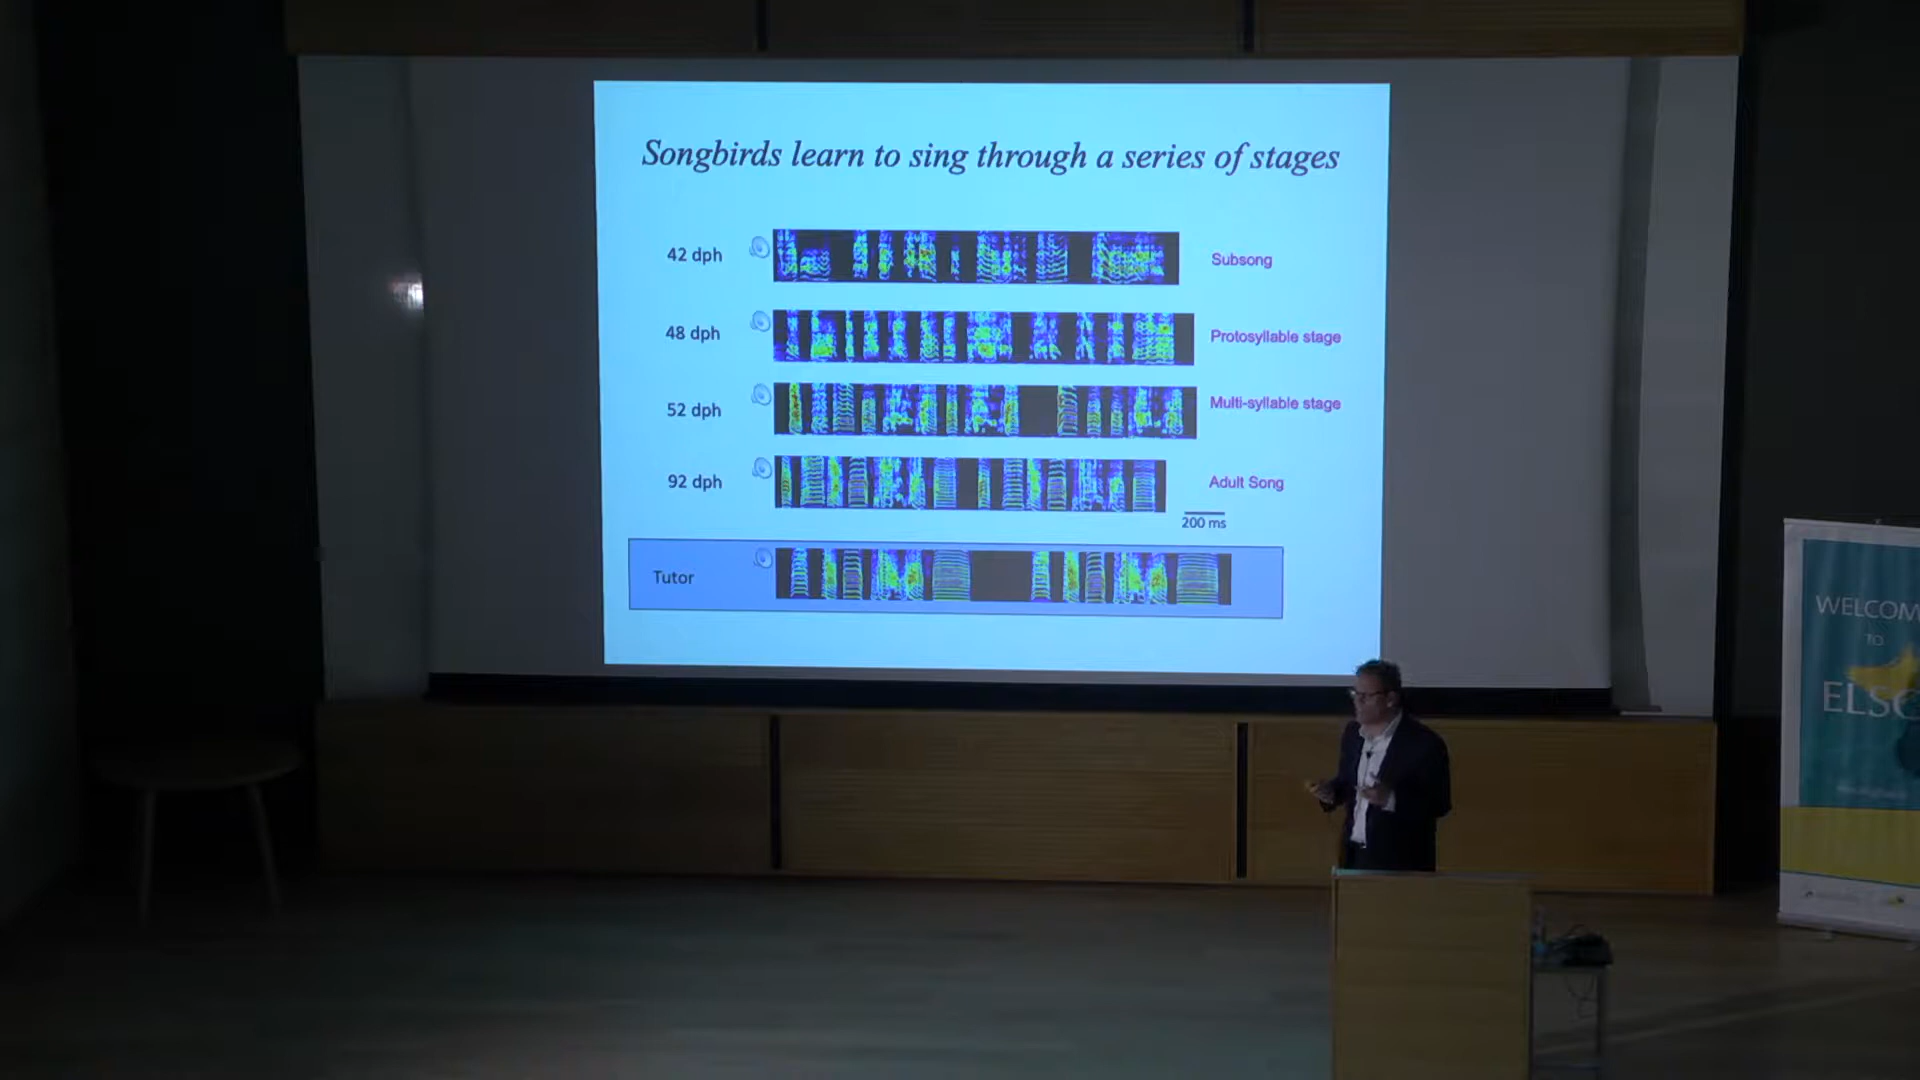 Songbirds learn to sing through a series of stages
42 dph
Subsong
48 dph
Protosyllable stage
52 dph
Multi-syllable stage
92 dph
Adult Song
200 ms
Tutor
WELCOM
TO
ELSC